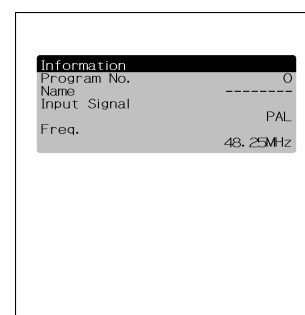 Information
Program No. 0
Name --------
Input Signal
PAL
Freq.
48.25MHz